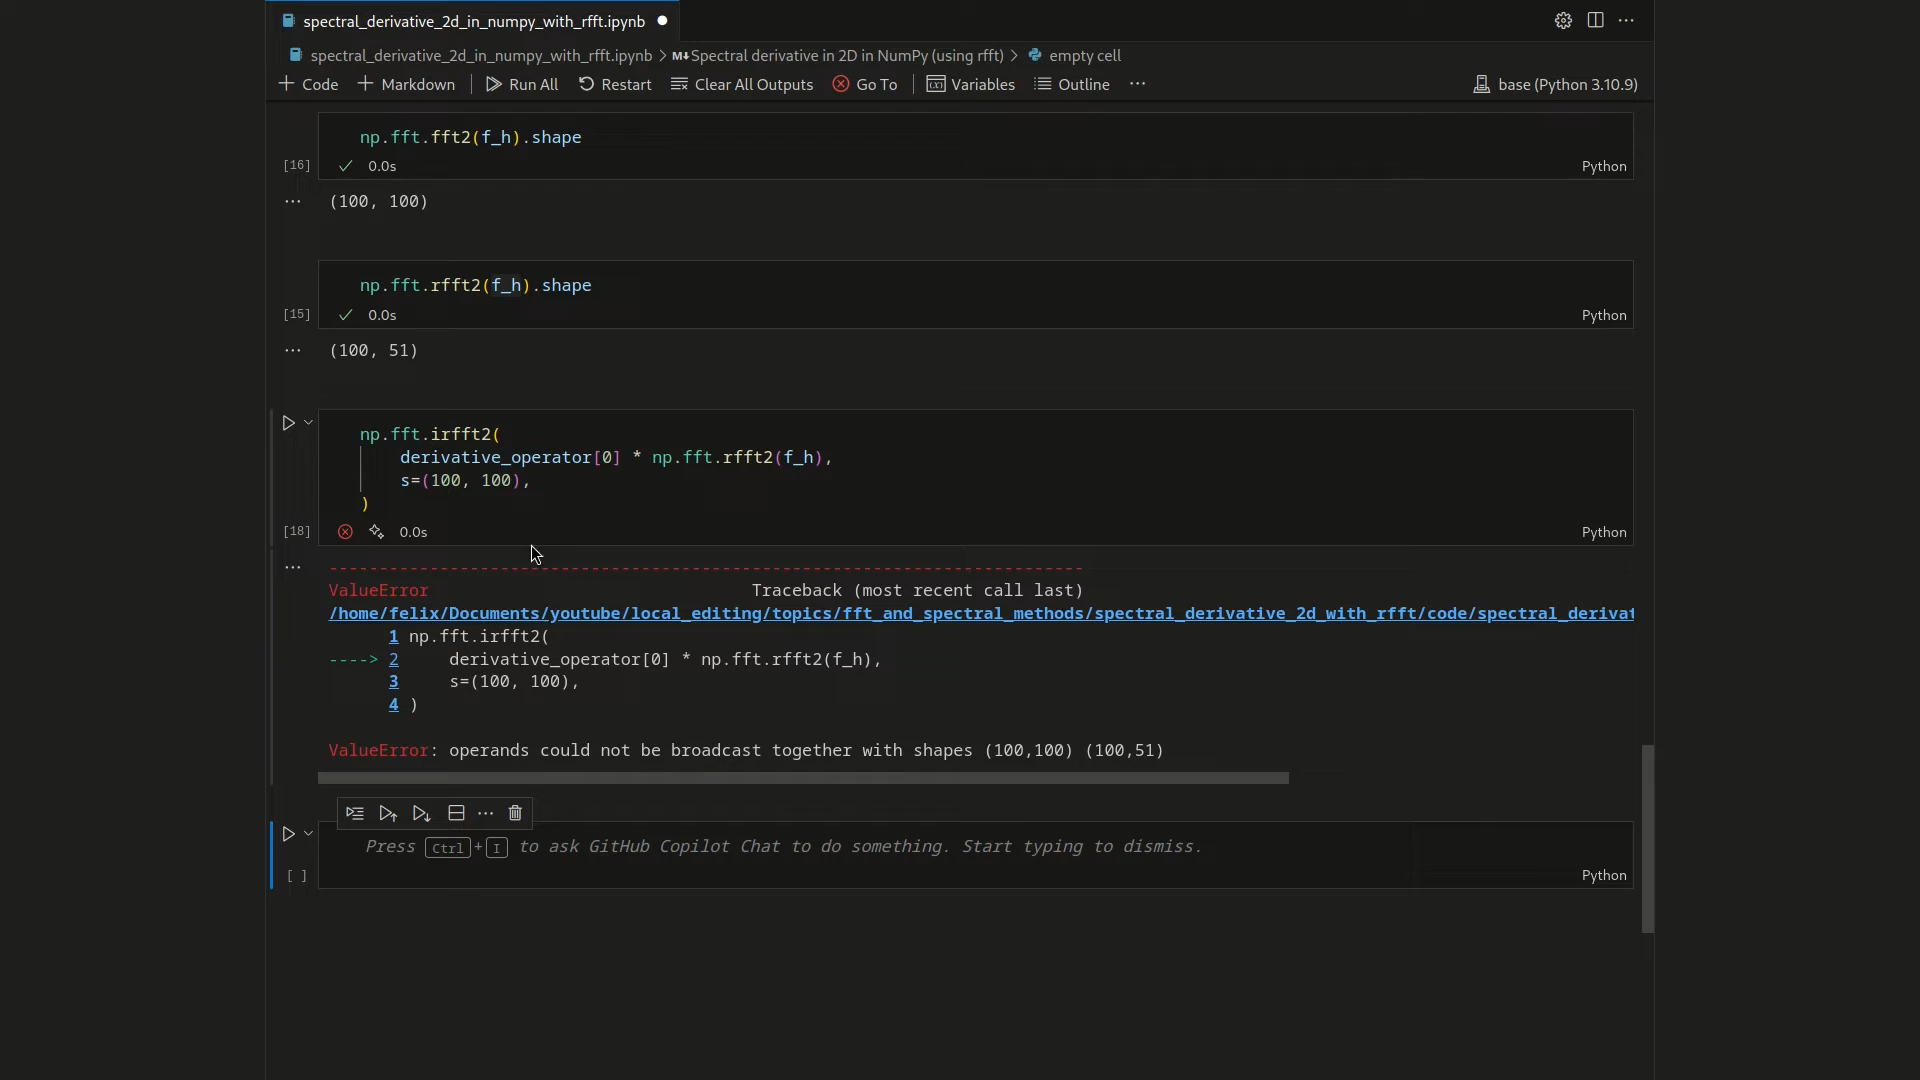 spectral_derivative_2d_in_numpy_with_rfft.ipynb
spectral_derivative_2d_in_numpy_with_rfft.ipynb > M↓Spectral derivative in 2D in NumPy (using rfft) > empty cell
+ Code + Markdown Run All Restart Clear All Outputs Go To Variables Outline ··· base (Python 3.10.9)
np.fft.fft2(f_h).shape
[16] 0.0s Python
(100, 100)
np.fft.rfft2(f_h).shape
[15] 0.0s Python
(100, 51)
np.fft.irfft2(
derivative_operator[0] * np.fft.rfft2(f_h),
s=(100, 100),
)
[18] 0.0s Python
---------------------------------------------------------------------------
ValueError Traceback (most recent call last)
/home/felix/Documents/youtube/local_editing/topics/fft_and_spectral_methods/spectral_derivative_2d_with_rfft/code/spectral_derivat
1 np.fft.irfft2(
----> 2 derivative_operator[0] * np.fft.rfft2(f_h),
3 s=(100, 100),
4 )
ValueError: operands could not be broadcast together with shapes (100,100) (100,51)
Press Ctrl+I to ask GitHub Copilot Chat to do something. Start typing to dismiss.
[ ] Python